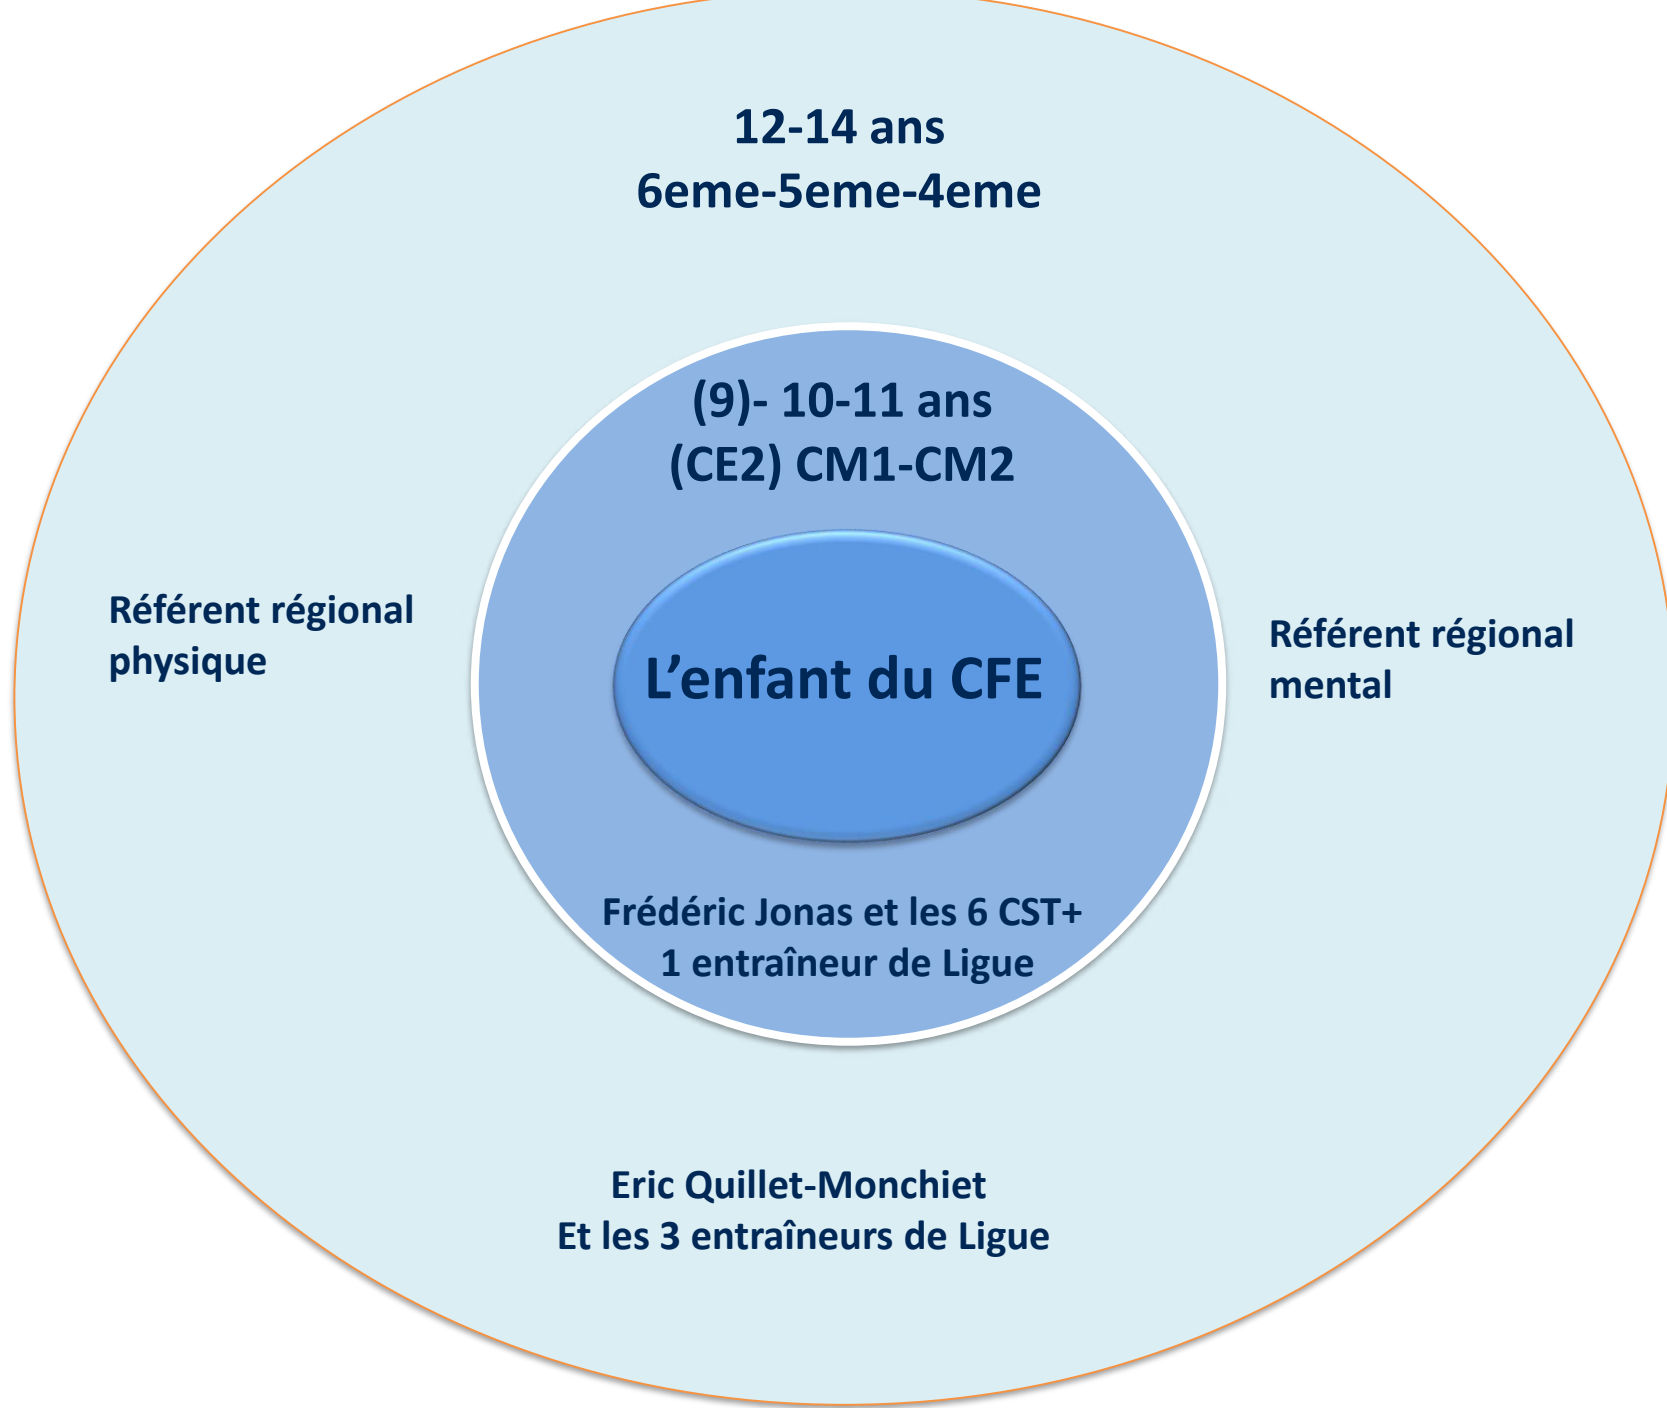 12-14 ans
6eme-5eme-4eme
(9)- 10-11 ans
(CE2) CM1-CM2
Référent régional
physique
L’enfant du CFE
Référent régional
mental
Frédéric Jonas et les 6 CST+
1 entraîneur de Ligue
Eric Quillet-Monchiet
Et les 3 entraîneurs de Ligue